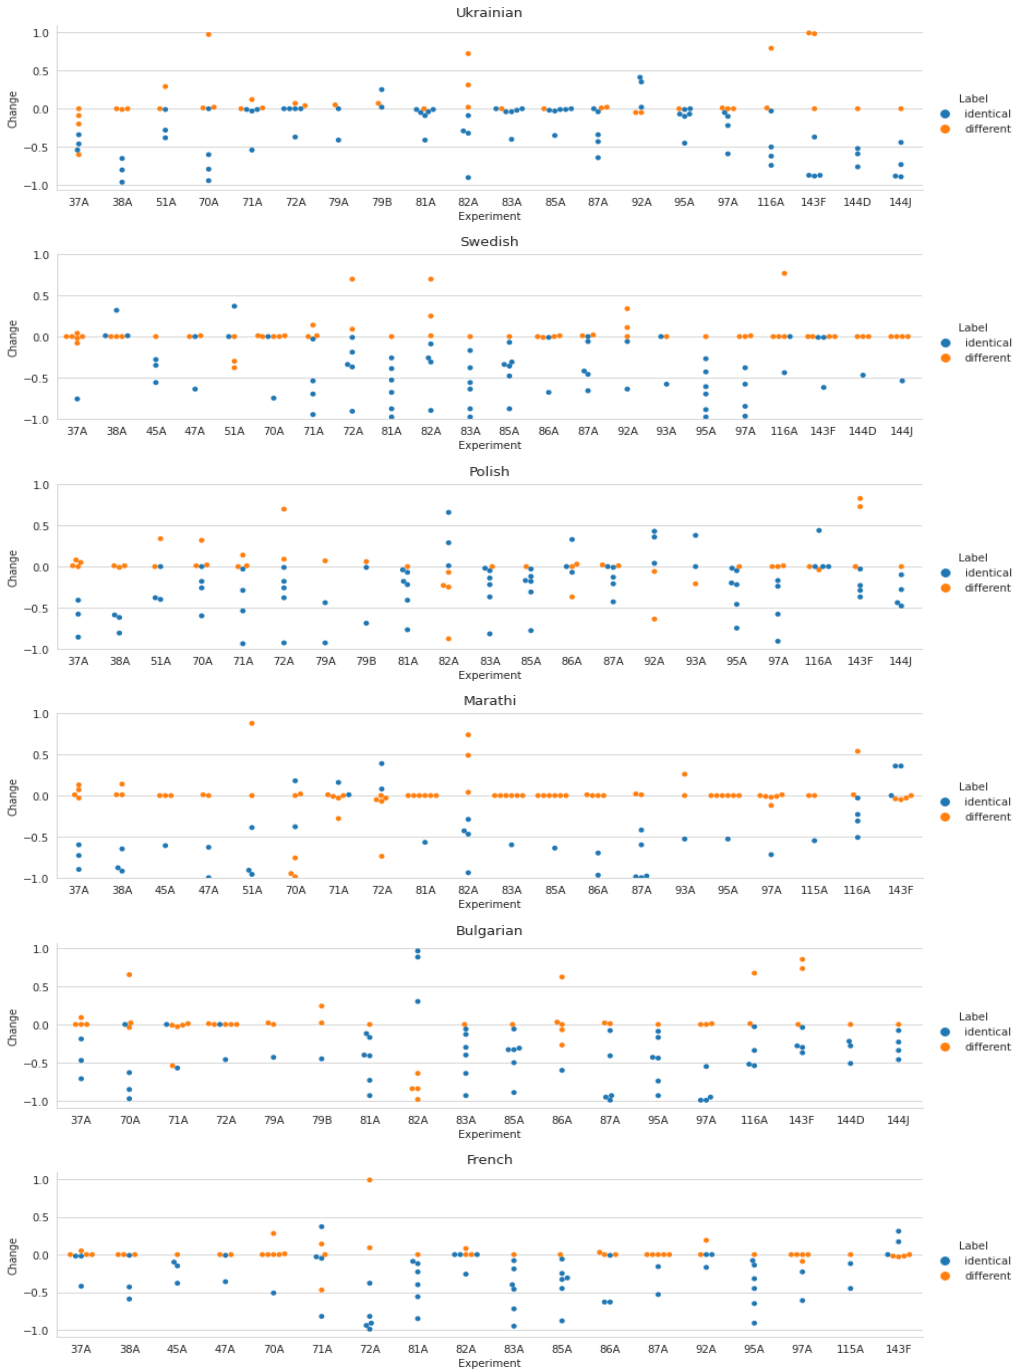 Ukrainian
1.0
0.5
0.0
−0.5
−1.0
Change
37A 38A 51A 70A 71A 72A 79A 79B 81A 82A 83A 85A 87A 92A 95A 97A 116A 143F 144D 144J
Experiment
Label
identical
different
Swedish
1.0
0.5
0.0
−0.5
−1.0
Change
37A 38A 45A 47A 51A 70A 71A 72A 81A 82A 83A 85A 86A 87A 92A 93A 95A 97A 116A 143F 144D 144J
Experiment
Label
identical
different
Polish
1.0
0.5
0.0
−0.5
−1.0
Change
37A 38A 51A 70A 71A 72A 79A 79B 81A 82A 83A 85A 86A 87A 92A 93A 95A 97A 116A 143F 144J
Experiment
Label
identical
different
Marathi
1.0
0.5
0.0
−0.5
−1.0
Change
37A 38A 45A 47A 51A 70A 71A 72A 81A 82A 83A 85A 86A 87A 93A 95A 97A 115A 116A 143F
Experiment
Label
identical
different
Bulgarian
1.0
0.5
0.0
−0.5
−1.0
Change
37A 70A 71A 72A 79A 79B 81A 82A 83A 85A 86A 87A 95A 97A 116A 143F 144D 144J
Experiment
Label
identical
different
French
1.0
0.5
0.0
−0.5
−1.0
Change
37A 38A 45A 47A 70A 71A 72A 81A 82A 83A 85A 86A 87A 92A 95A 97A 115A 143F
Experiment
Label
identical
different